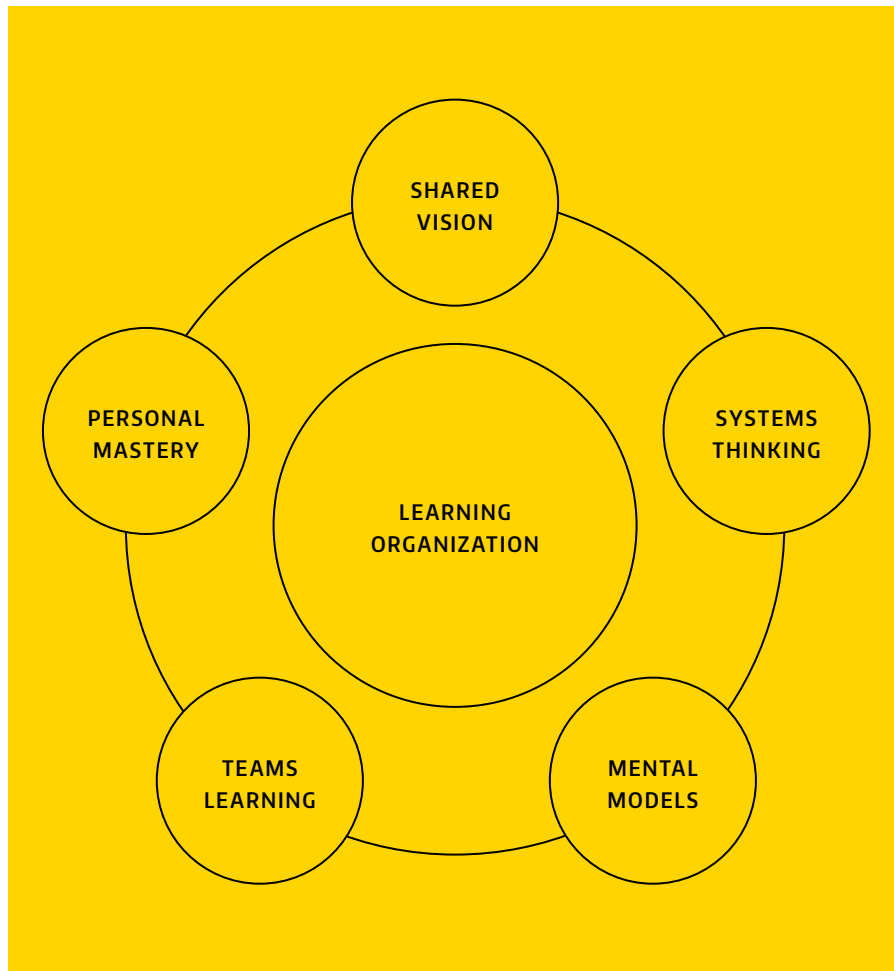 SHARED
VISION
PERSONAL
MASTERY
SYSTEMS
THINKING
LEARNING
ORGANIZATION
TEAMS
LEARNING
MENTAL
MODELS